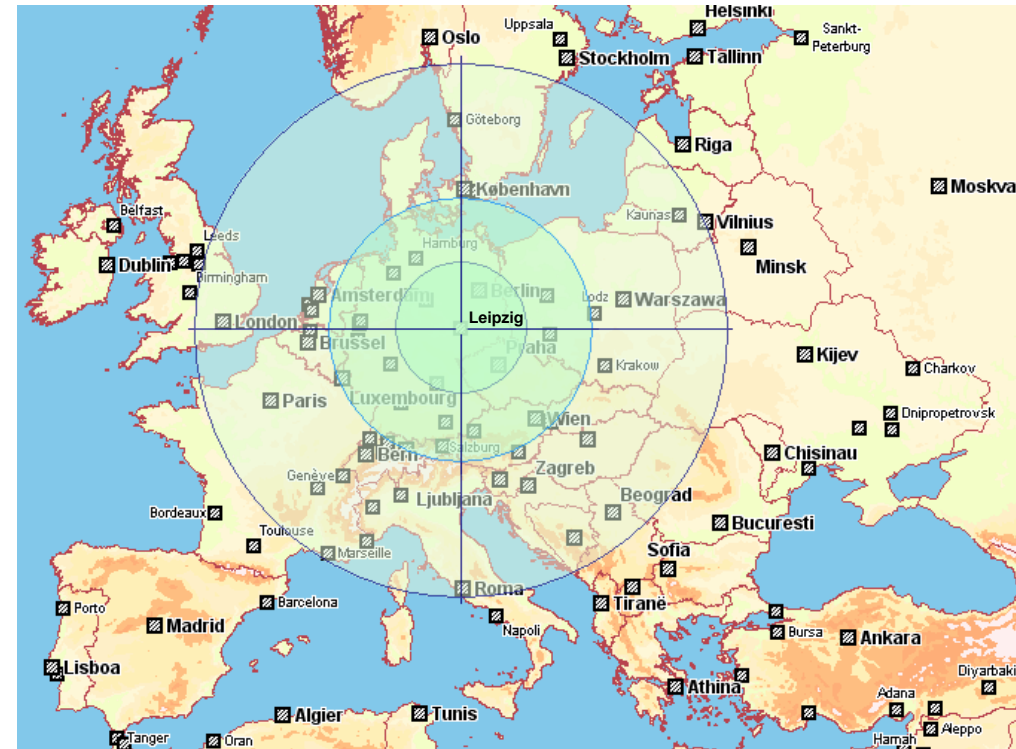 Helsinki
Uppsala
Oslo
Sankt-
Peterburg
Stockholm
Tallinn
Göteborg
Riga
København
Moskva
Belfast
Kaunas
Vilnius
Leeds
Hamburg
Dublin
Minsk
Birmingham
Amsterdam
Berlin
Lodz
Warszawa
London
Leipzig
Brussel
Praha
Kijev
Krakow
Charkov
Luxembourg
Paris
Dnipropetrovsk
Wien
Salzburg
Bern
Chisinau
Zagreb
Genève
Ljubljana
Beograd
Bordeaux
Bucuresti
Toulouse
Sofia
Marseille
Roma
Barcelona
Tiranë
Porto
Madrid
Napoli
Bursa
Ankara
Lisboa
Diyarbaki
Athina
Adana
Algier
Tunis
Aleppo
Tanger
Oran
Hamah